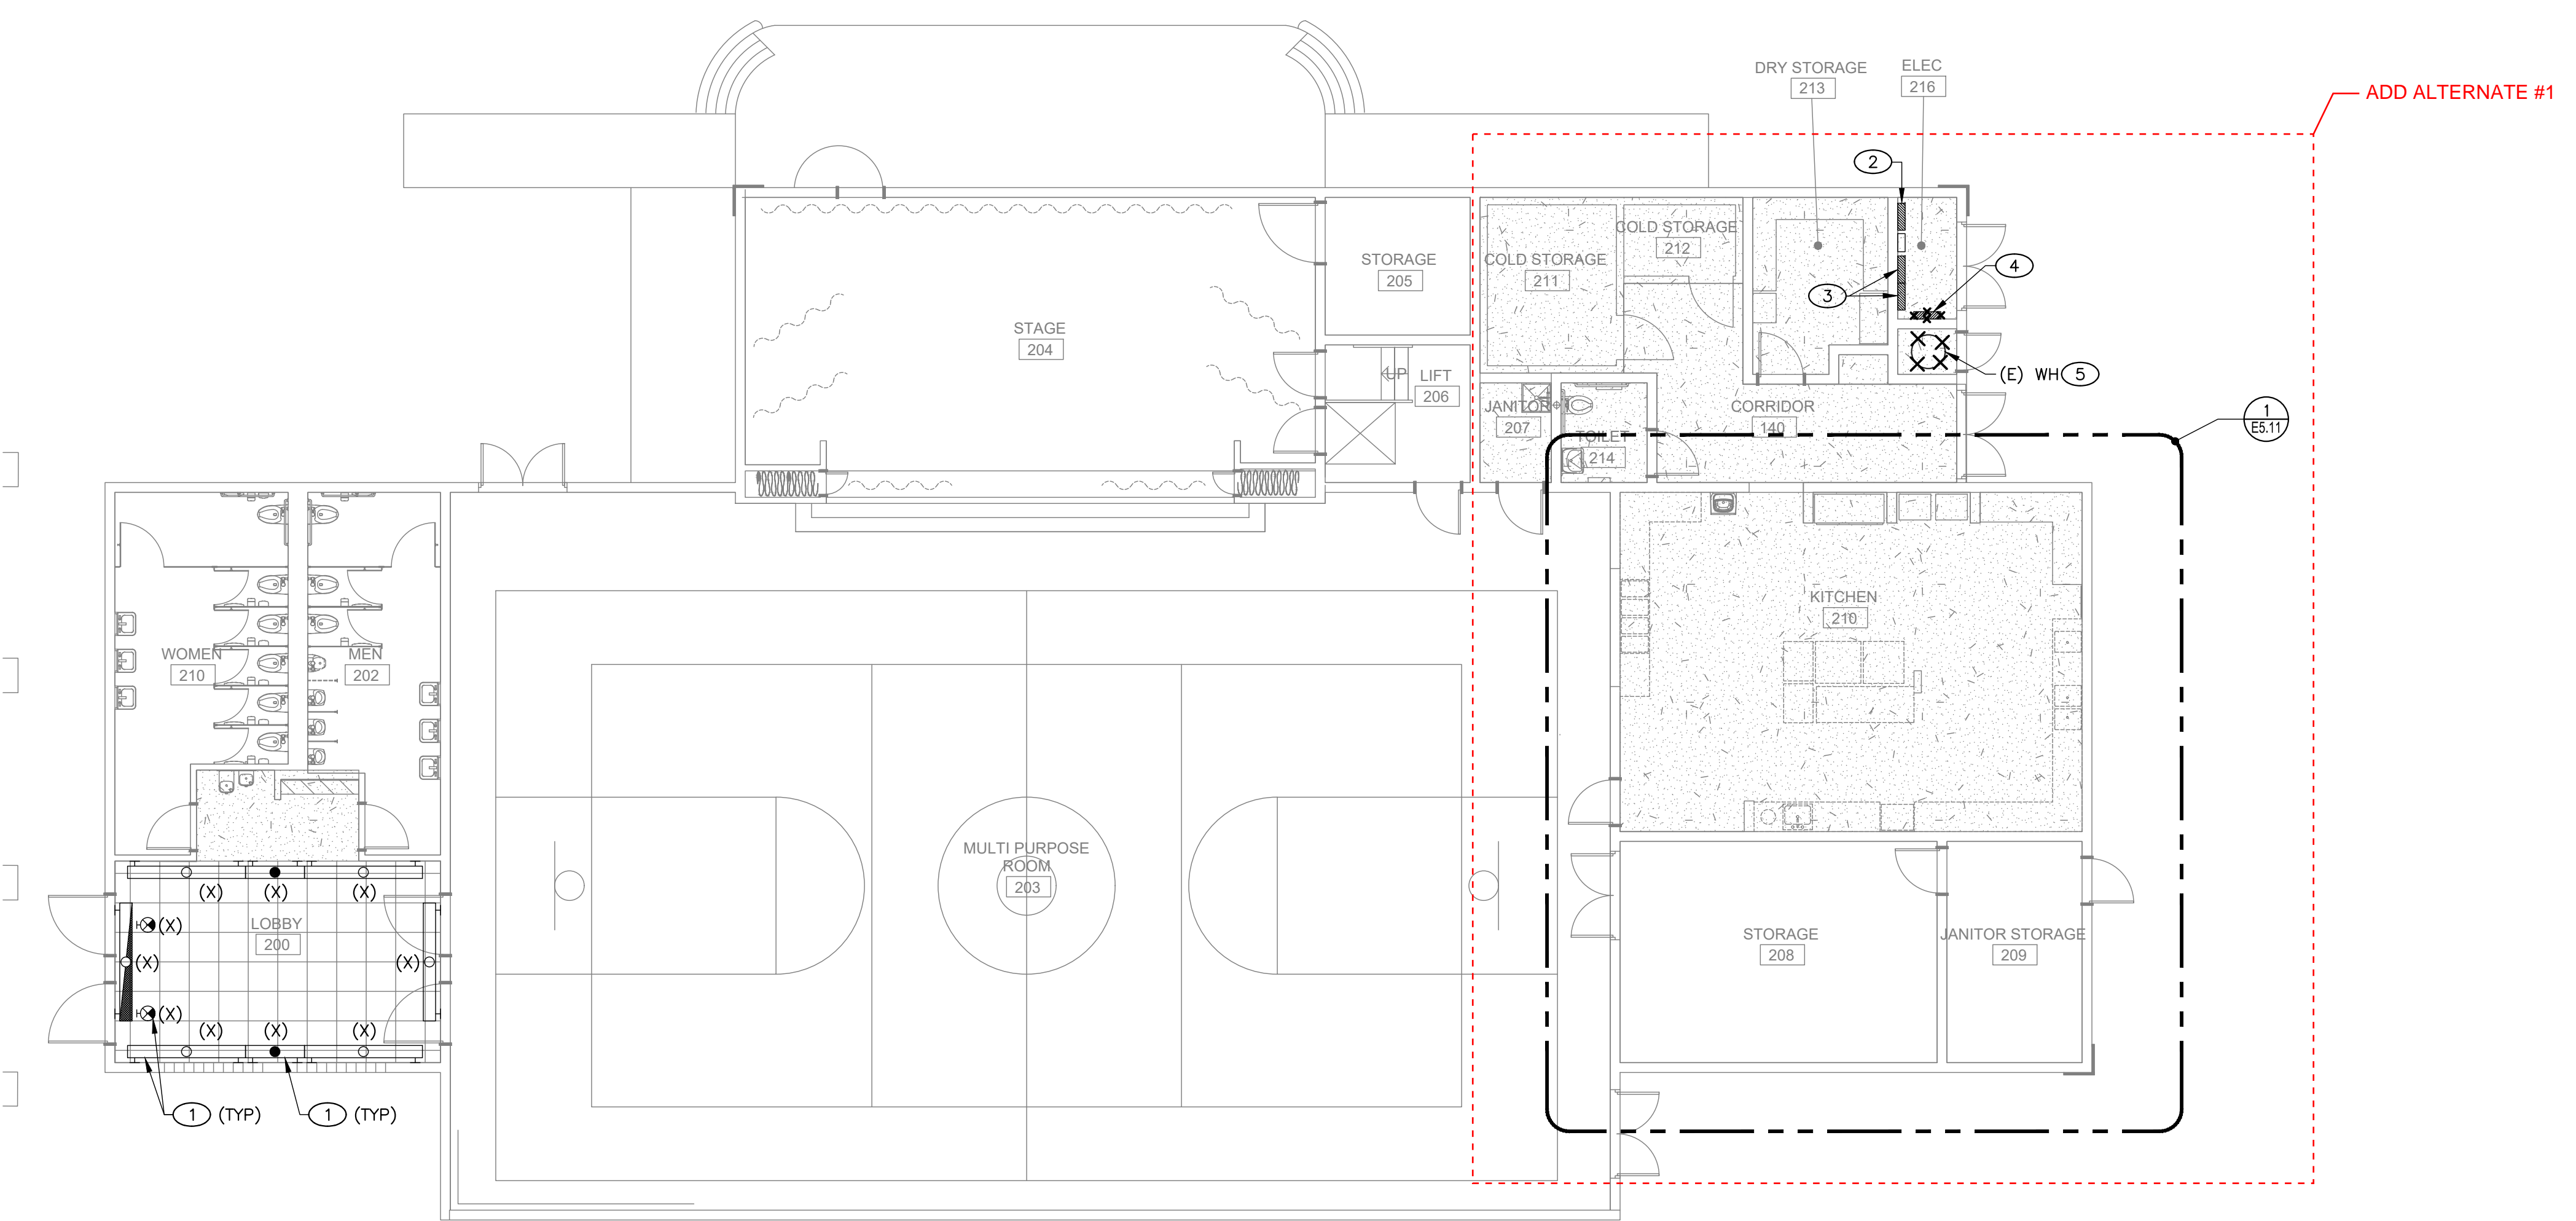 DRY STORAGE
213
ELEC
216
ADD ALTERNATE #1
2
COLD STORAGE
212
STORAGE
205
COLD STORAGE
211
4
3
STAGE
204
UP
LIFT
206
(E) WH 5
JANITOR
207
CORRIDOR
140
1
E5.11
TOILET
214
KITCHEN
210
WOMEN
210
MEN
202
MULTI PURPOSE
ROOM
203
(X) (X) (X)
(X)
LOBBY
200
(X) (X)
(X)
(X) (X) (X)
STORAGE
208
JANITOR STORAGE
209
1 (TYP) 1 (TYP)